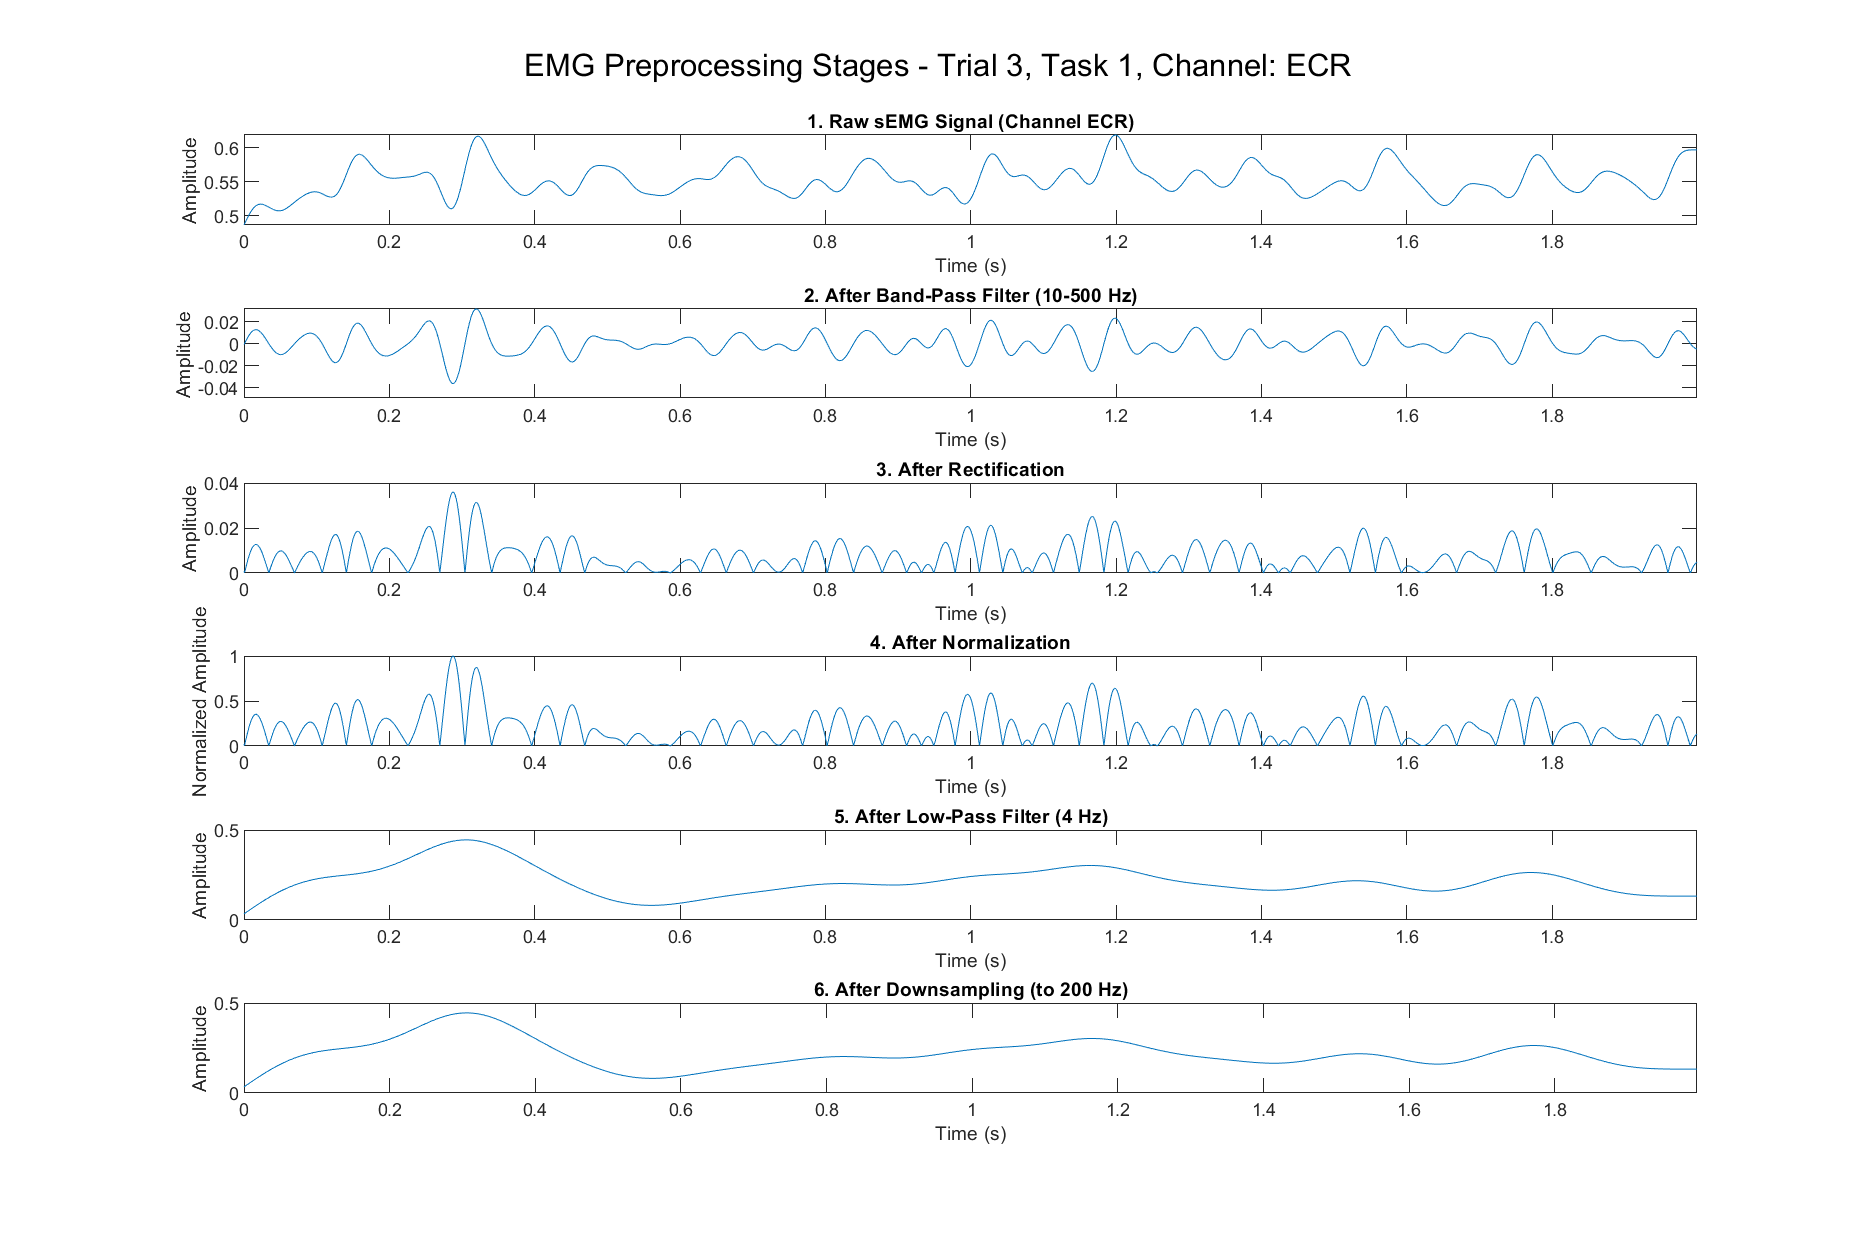 EMG Preprocessing Stages - Trial 3, Task 1, Channel: ECR
1. Raw sEMG Signal (Channel ECR)
Amplitude
0.6
0.55
0.5
0 0.2 0.4 0.6 0.8 1 1.2 1.4 1.6 1.8
Time (s)
2. After Band-Pass Filter (10-500 Hz)
Amplitude
0.02
0
-0.02
-0.04
0 0.2 0.4 0.6 0.8 1 1.2 1.4 1.6 1.8
Time (s)
3. After Rectification
Amplitude
0.04
0.02
0
0 0.2 0.4 0.6 0.8 1 1.2 1.4 1.6 1.8
Time (s)
4. After Normalization
Normalized Amplitude
1
0.5
0
0 0.2 0.4 0.6 0.8 1 1.2 1.4 1.6 1.8
Time (s)
5. After Low-Pass Filter (4 Hz)
Amplitude
0.5
0
0 0.2 0.4 0.6 0.8 1 1.2 1.4 1.6 1.8
Time (s)
6. After Downsampling (to 200 Hz)
Amplitude
0.5
0
0 0.2 0.4 0.6 0.8 1 1.2 1.4 1.6 1.8
Time (s)